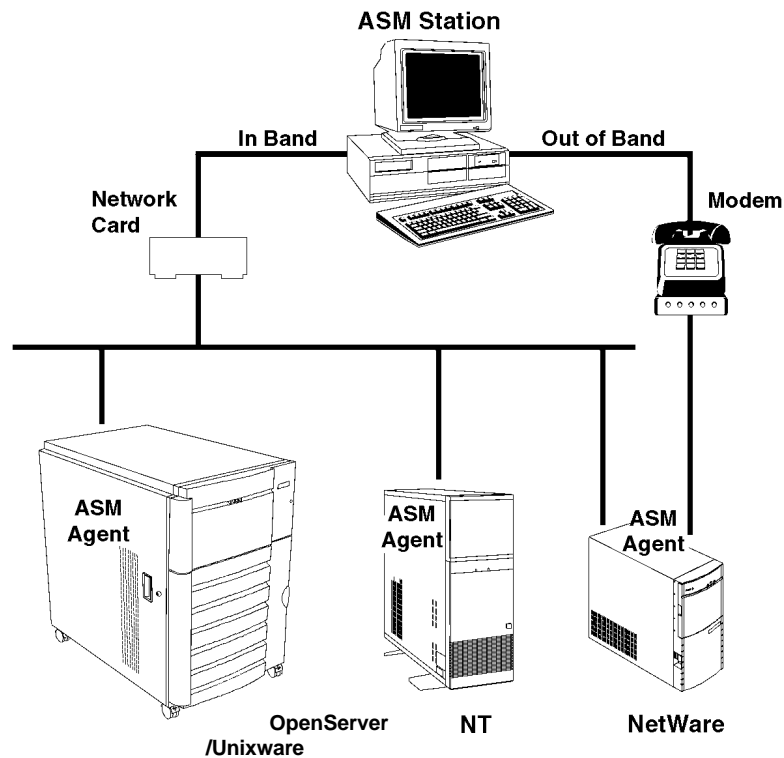 ASM Station
In Band
Out of Band
Network
Card
Modem
ASM
Agent
ASM
Agent
ASM
Agent
OpenServer
/Unixware
NT
NetWare